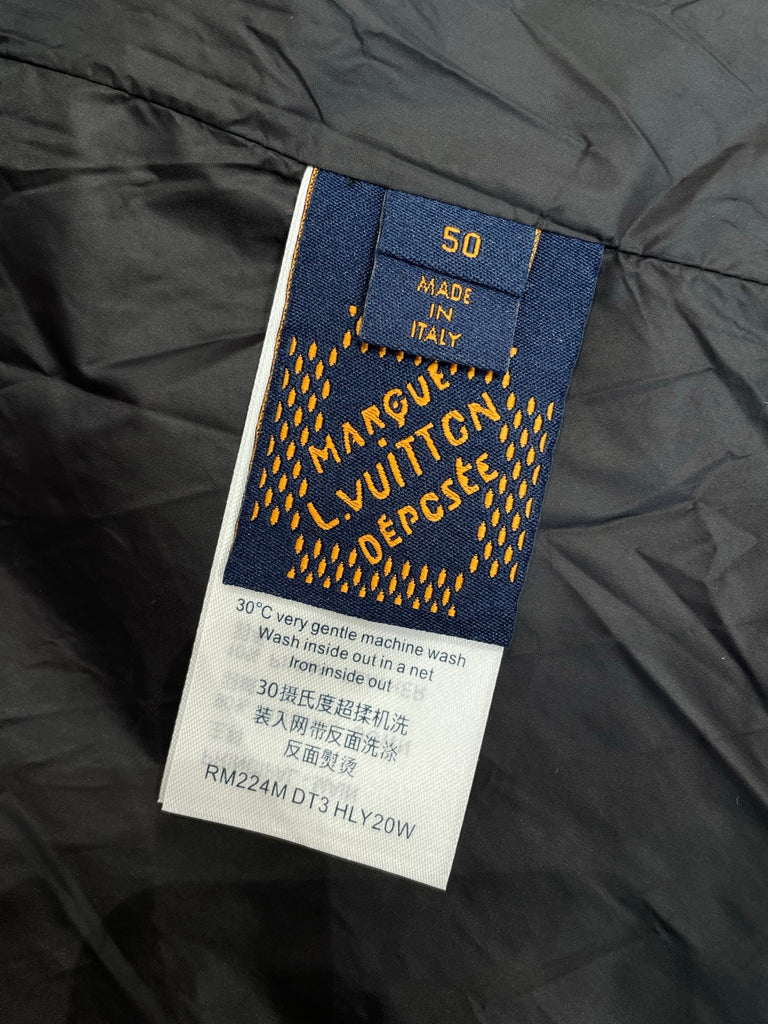 50
MADE
IN
ITALY
MARQUE
L.VUITTON
DÉPOSÉE
30°C very gentle machine wash
Wash inside out in a net
Iron inside out
30摄氏度超揉机洗
装入网带反面洗涤
反面熨烫
RM224M DT3 HLY20W